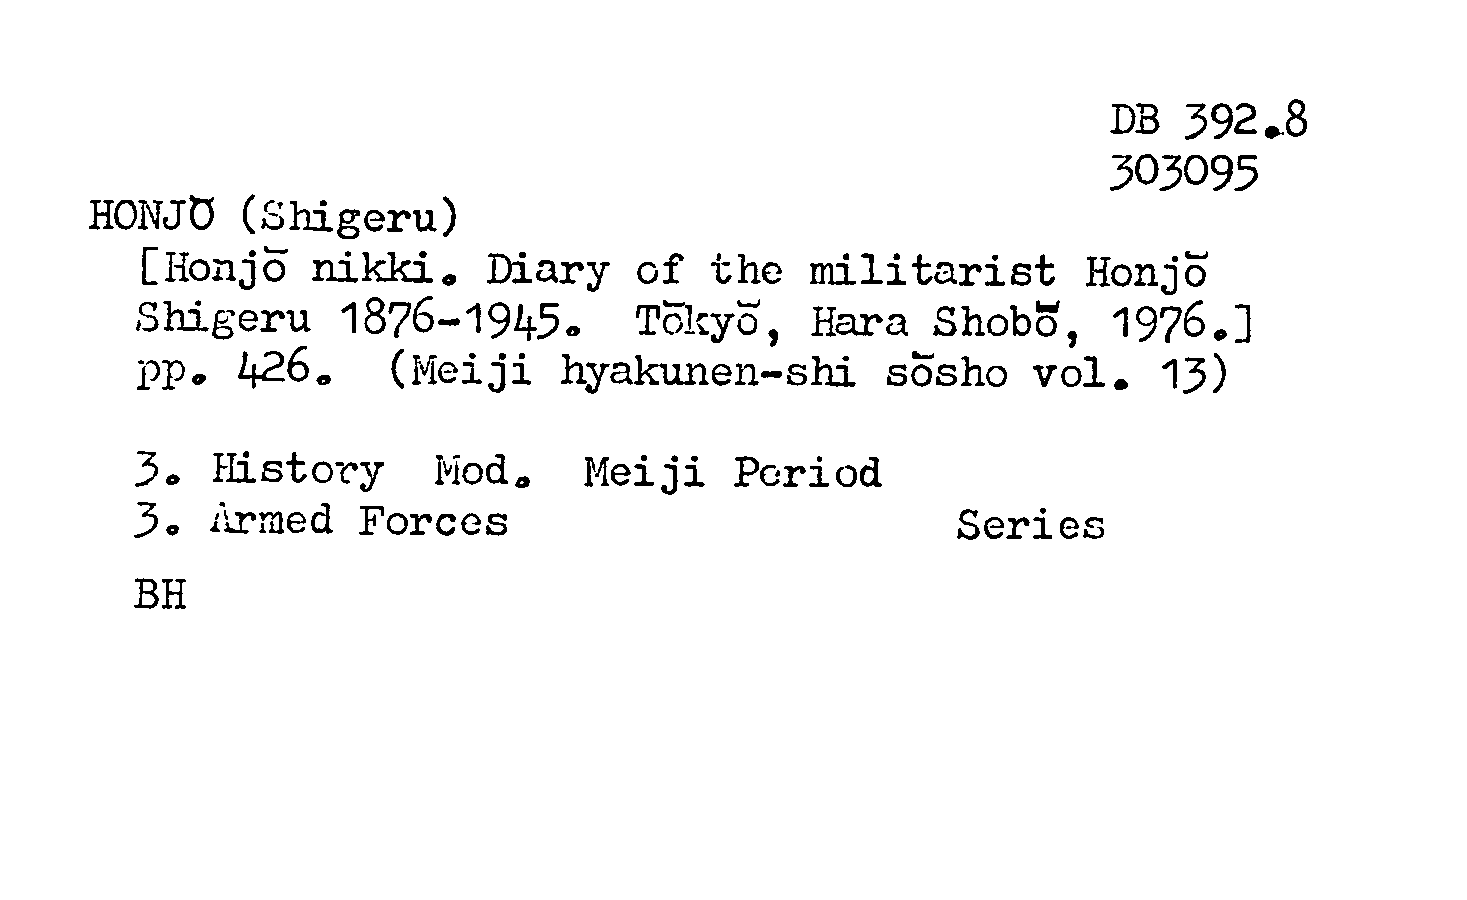 DB 392.8
303095
HONJŌ (Shigeru)
[Honjō nikki. Diary of the militarist Honjō
Shigeru 1876-1945. Tōkyō, Hara Shobō, 1976.]
pp. 426. (Meiji hyakunen-shi sōsho vol. 13)
3. History Mod. Meiji Period
3. Armed Forces Series
BH